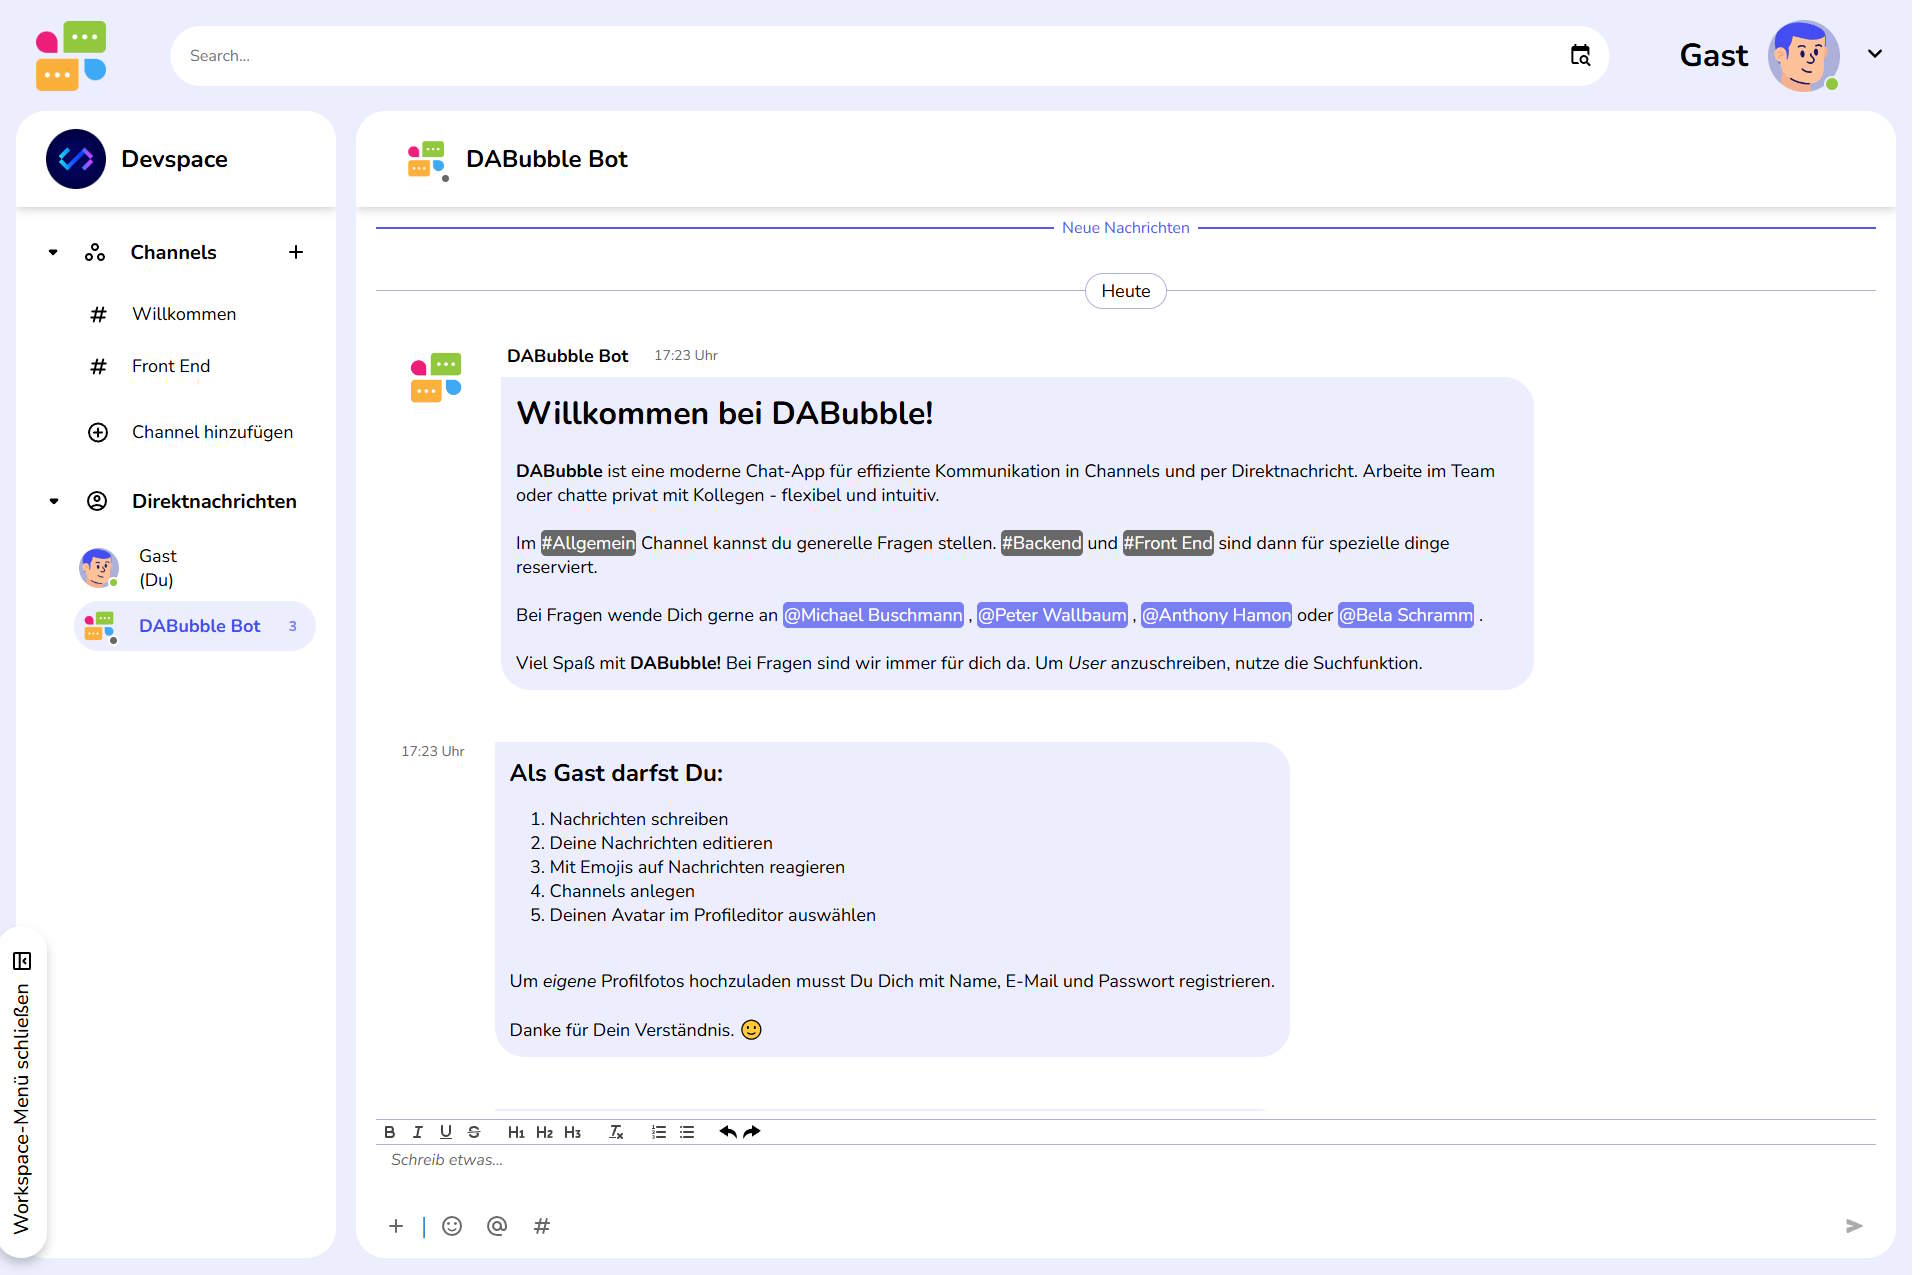 Search...
Gast
Devspace
Channels
Willkommen
Front End
Channel hinzufügen
Direktnachrichten
Gast
(Du)
DABubble Bot 3
Workspace-Menü schließen
DABubble Bot
Neue Nachrichten
Heute
DABubble Bot 17:23 Uhr
Willkommen bei DABubble!
DABubble ist eine moderne Chat-App für effiziente Kommunikation in Channels und per Direktnachricht. Arbeite im Team
oder chatte privat mit Kollegen - flexibel und intuitiv.
Im #Allgemein Channel kannst du generelle Fragen stellen. #Backend und #Front End sind dann für spezielle dinge
reserviert.
Bei Fragen wende Dich gerne an @Michael Buschmann , @Peter Wallbaum , @Anthony Hamon oder @Bela Schramm .
Viel Spaß mit DABubble! Bei Fragen sind wir immer für dich da. Um User anzuschreiben, nutze die Suchfunktion.
17:23 Uhr
Als Gast darfst Du:
1. Nachrichten schreiben
2. Deine Nachrichten editieren
3. Mit Emojis auf Nachrichten reagieren
4. Channels anlegen
5. Deinen Avatar im Profileditor auswählen
Um eigene Profilfotos hochzuladen musst Du Dich mit Name, E-Mail und Passwort registrieren.
Danke für Dein Verständnis. 🙂
B I U S H1 H2 H3
Schreib etwas...